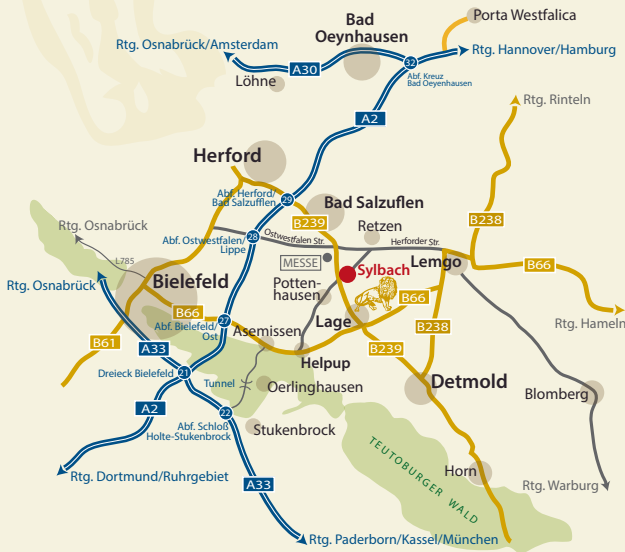 Bad
Oeynhausen
Porta Westfalica
Rtg. Osnabrück/Amsterdam
Rtg. Hannover/Hamburg
A30
32
Löhne
Abf. Kreuz
Bad Oeyenhausen
Rtg. Rinteln
A2
Herford
Abf. Herford/
Bad Salzufflen
29
Bad Salzuflen
B239
B238
Rtg. Osnabrück
Abf. Ostwestfalen/
Lippe
28
Ostwestfalen Str.
Retzen
Herforder Str.
L785
MESSE
Sylbach
Lemgo
B66
Rtg. Osnabrück
Bielefeld
Potten-
hausen
B66
B66
Abf. Bielefeld/
Ost
27
Lage
B238
Rtg. Hameln
B61
A33
Asemissen
Helpup
B239
Dreieck Bielefeld
21
Tunnel
Oerlinghausen
Detmold
Blomberg
A2
22
Abf. Schloß
Holte-Stukenbrock
Stukenbrock
TEUTOBURGER WALD
Horn
Rtg. Dortmund/Ruhrgebiet
A33
Rtg. Warburg
Rtg. Paderborn/Kassel/München